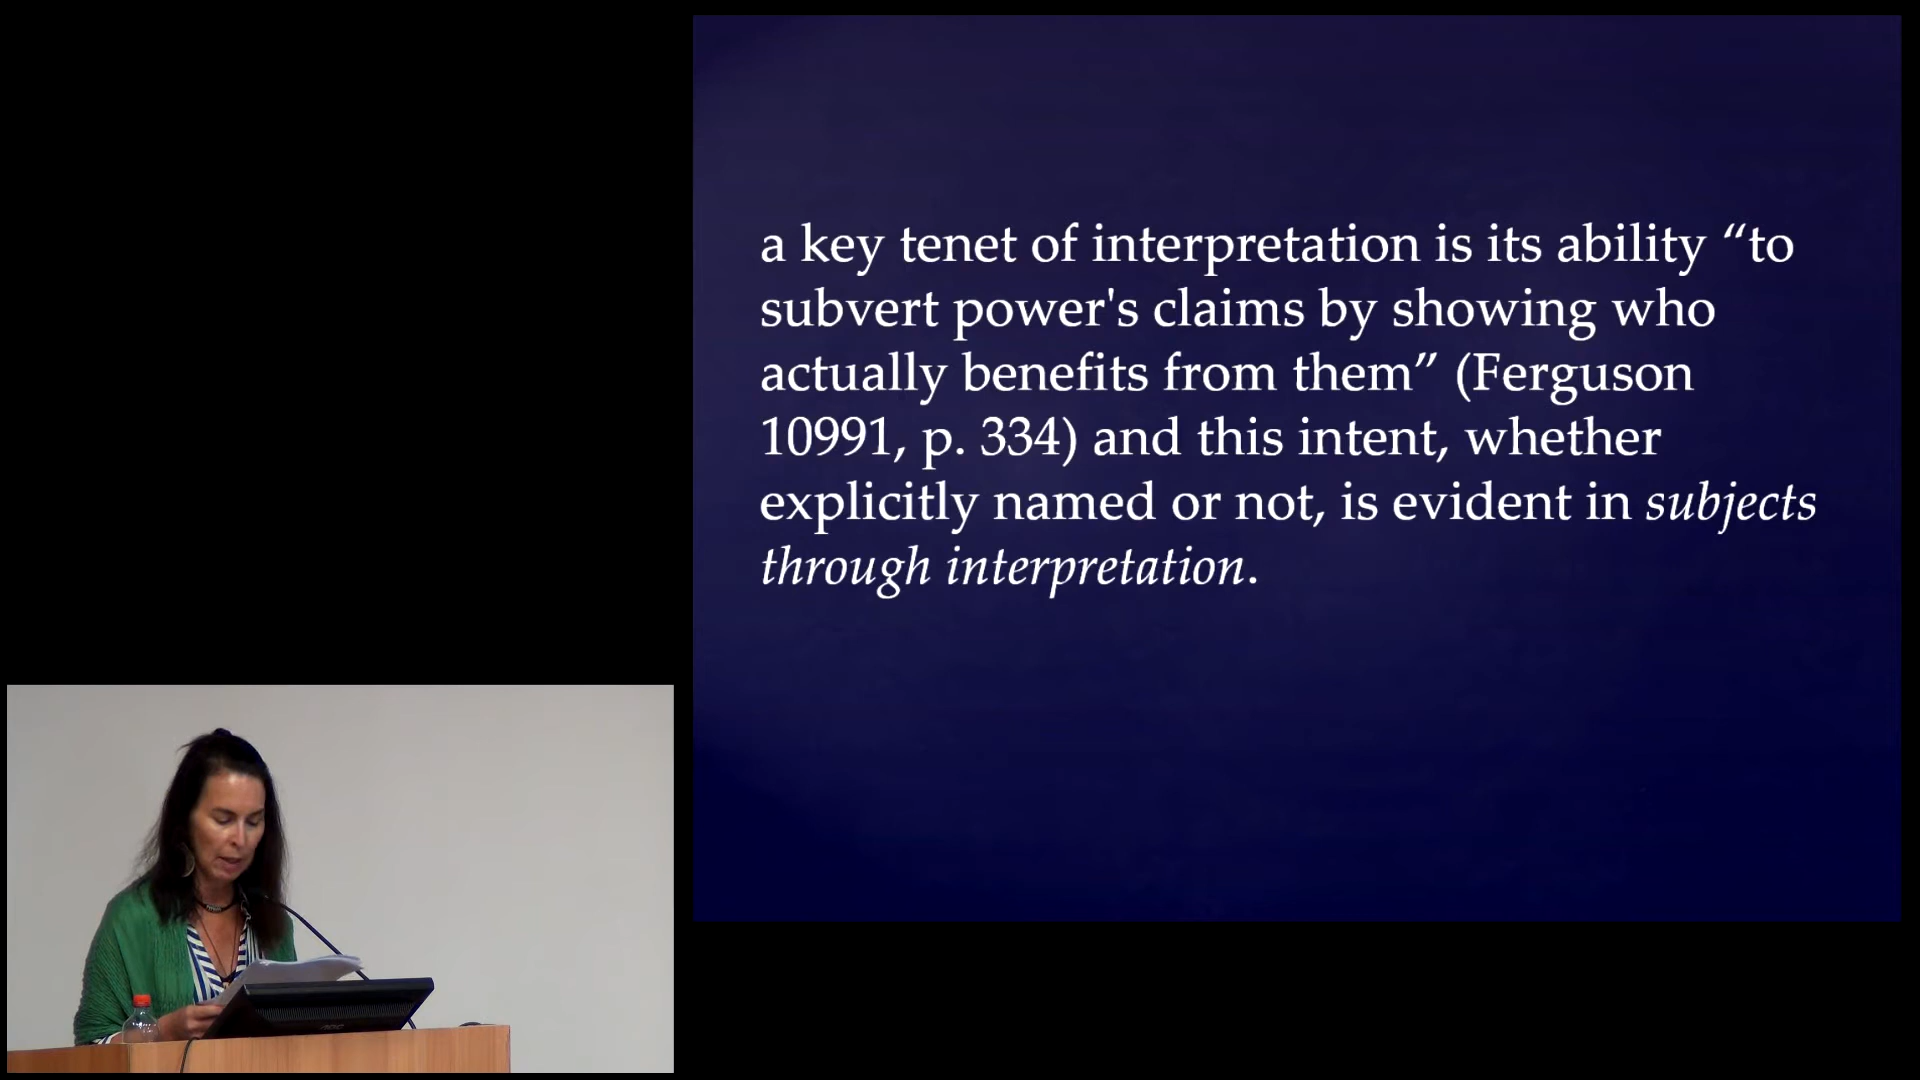 a key tenet of interpretation is its ability “to
subvert power's claims by showing who
actually benefits from them” (Ferguson
10991, p. 334) and this intent, whether
explicitly named or not, is evident in subjects
through interpretation.